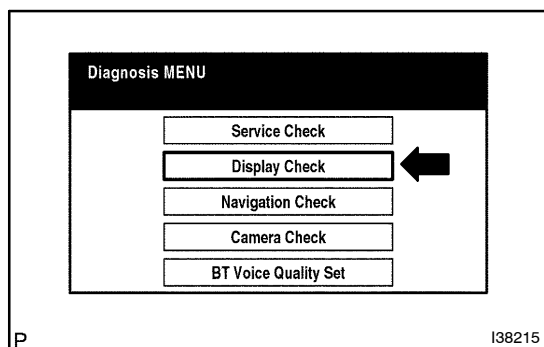 Diagnosis MENU
Service Check
Display Check
Navigation Check
Camera Check
BT Voice Quality Set
P
I38215